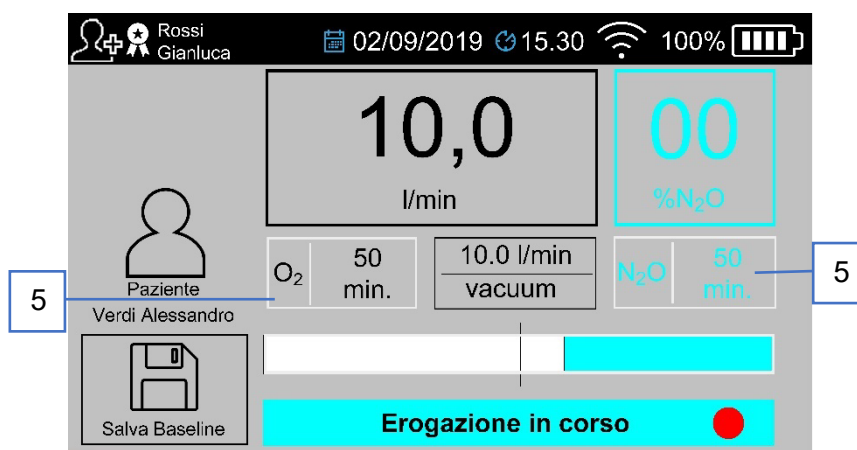 Rossi
Gianluca
02/09/2019 15.30 100%
10,0
l/min
00
%N₂O
O₂ 50
min.
10.0 l/min
vacuum
N₂O 50
min.
5
5
Paziente
Verdi Alessandro
Salva Baseline
Erogazione in corso